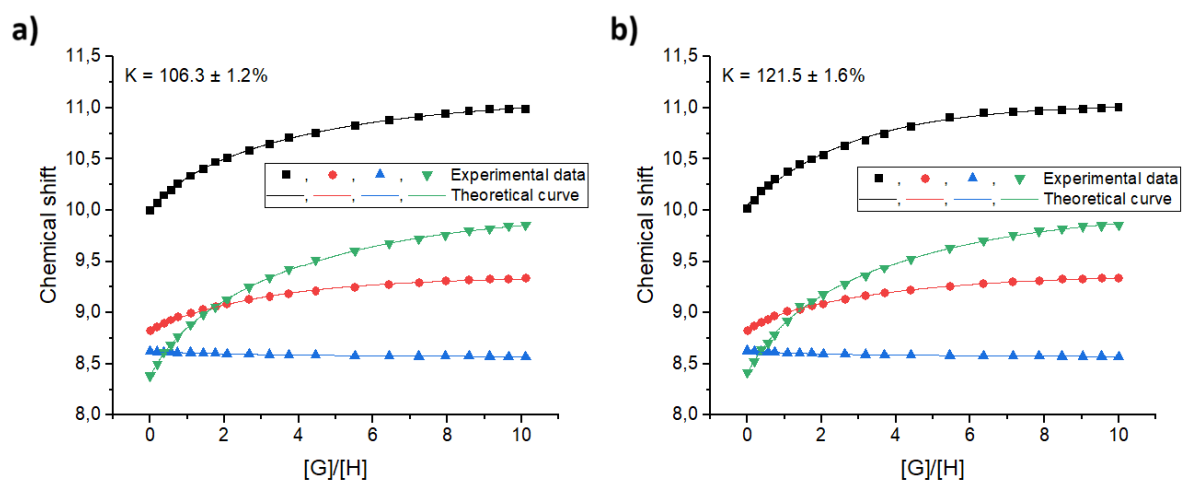 a)
11,5
11,0
10,5
10,0
9,5
9,0
8,5
8,0
Chemical shift
K = 106.3 ± 1.2%
, , , Experimental data
, , , Theoretical curve
0 2 4 6 8 10
[G]/[H]
b)
11,5
11,0
10,5
10,0
9,5
9,0
8,5
8,0
Chemical shift
K = 121.5 ± 1.6%
, , , Experimental data
, , , Theoretical curve
0 2 4 6 8 10
[G]/[H]